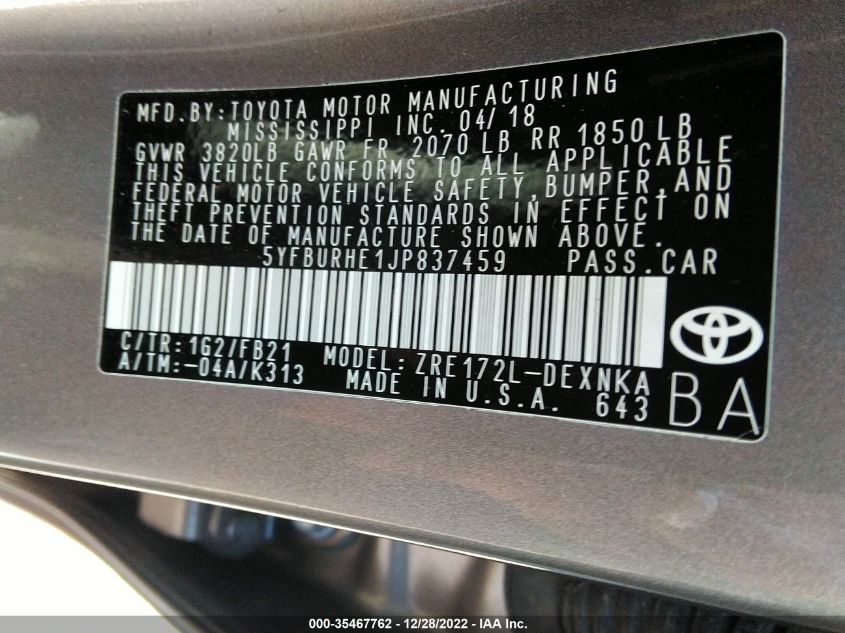 MFD.BY:TOYOTA MOTOR MANUFACTURING
MISSISSIPPI INC. 04/18
GVWR 3820LB GAWR FR 2070 LB RR 1850 LB
THIS VEHICLE CONFORMS TO ALL APPLICABLE
FEDERAL MOTOR VEHICLE SAFETY,BUMPER,AND
THEFT PREVENTION STANDARDS IN EFFECT ON
THE DATE OF MANUFACTURE SHOWN ABOVE.
5YFBURHE1JP837459 PASS.CAR
C/TR:1G2/FB21 MODEL: ZRE172L-DEXNKA
A/TM:-04A/K313 MADE IN U.S.A. 643
BA
000-35467762 - 12/28/2022 - IAA Inc.